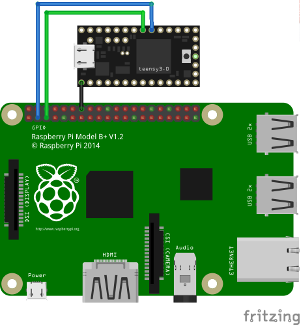 teensy3.0
GPIO
Raspberry Pi Model B+ V1.2
© Raspberry Pi 2014
USB 2x
DSI (DISPLAY)
USB 2x
http://www.raspberrypi.org
CSI (CAMERA)
Audio
ETHERNET
HDMI
Power
fritzing